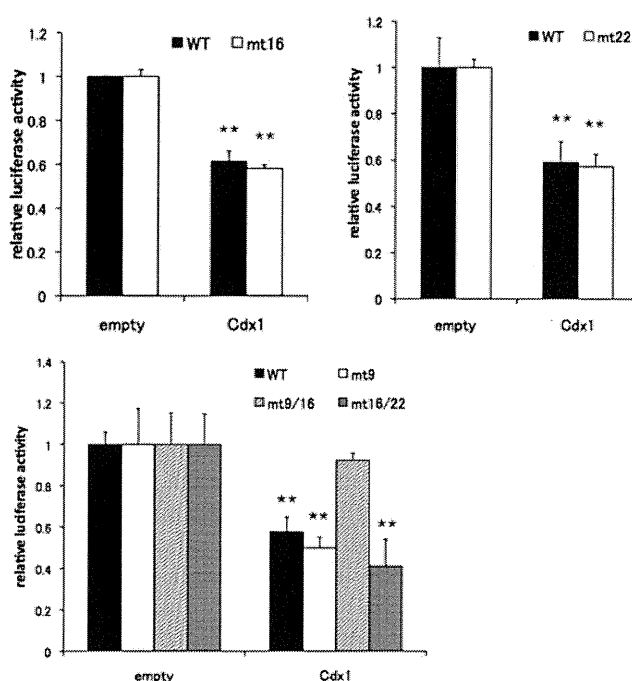 relative luciferase activity
1.2
1
0.8
0.6
0.4
0.2
0
WT mt16
** **
empty Cdx1
relative luciferase activity
1.2
1
0.8
0.6
0.4
0.2
0
WT mt22
** **
empty Cdx1
relative luciferase activity
1.4
1.2
1
0.8
0.6
0.4
0.2
0
WT mt9
mt9/16 mt16/22
** ** **
empty Cdx1